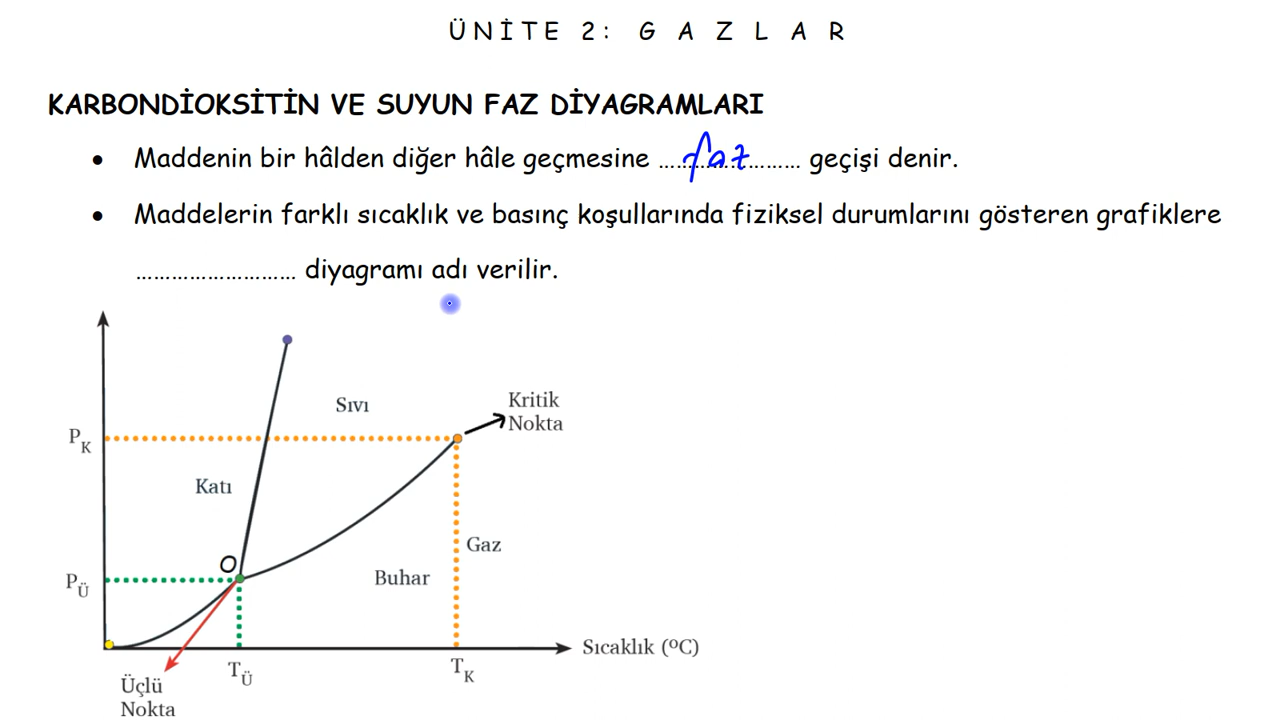 ÜNİTE 2: G A Z L A R
KARBONDİOKSİTİN VE SUYUN FAZ DİYAGRAMLARI
• Maddenin bir hâlden diğer hâle geçmesine ......faz......... geçişi denir.
• Maddelerin farklı sıcaklık ve basınç koşullarında fiziksel durumlarını gösteren grafiklere
........................... diyagramı adı verilir.
Kritik
Nokta
Sıvı
PK
Katı
Gaz
O
Buhar
PÜ
Sıcaklık (ºC)
TÜ
TK
Üçlü
Nokta